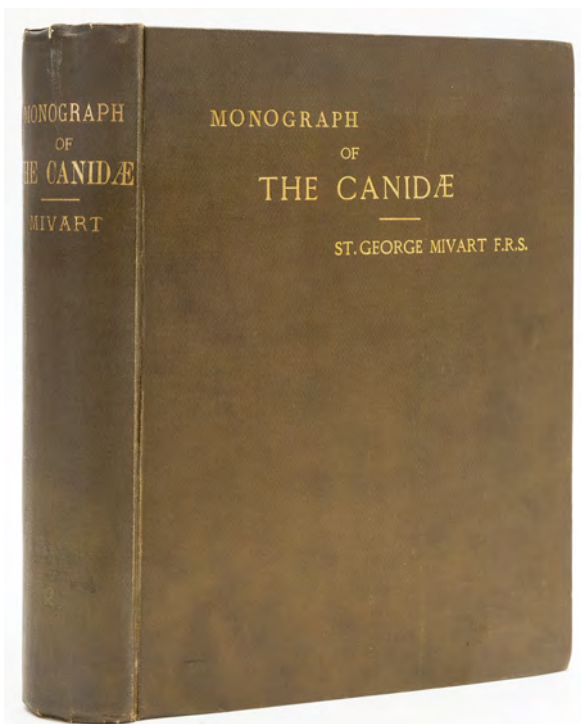 MONOGRAPH
OF
THE CANIDÆ
MIVART
MONOGRAPH
OF
THE CANIDÆ
ST. GEORGE MIVART F.R.S.